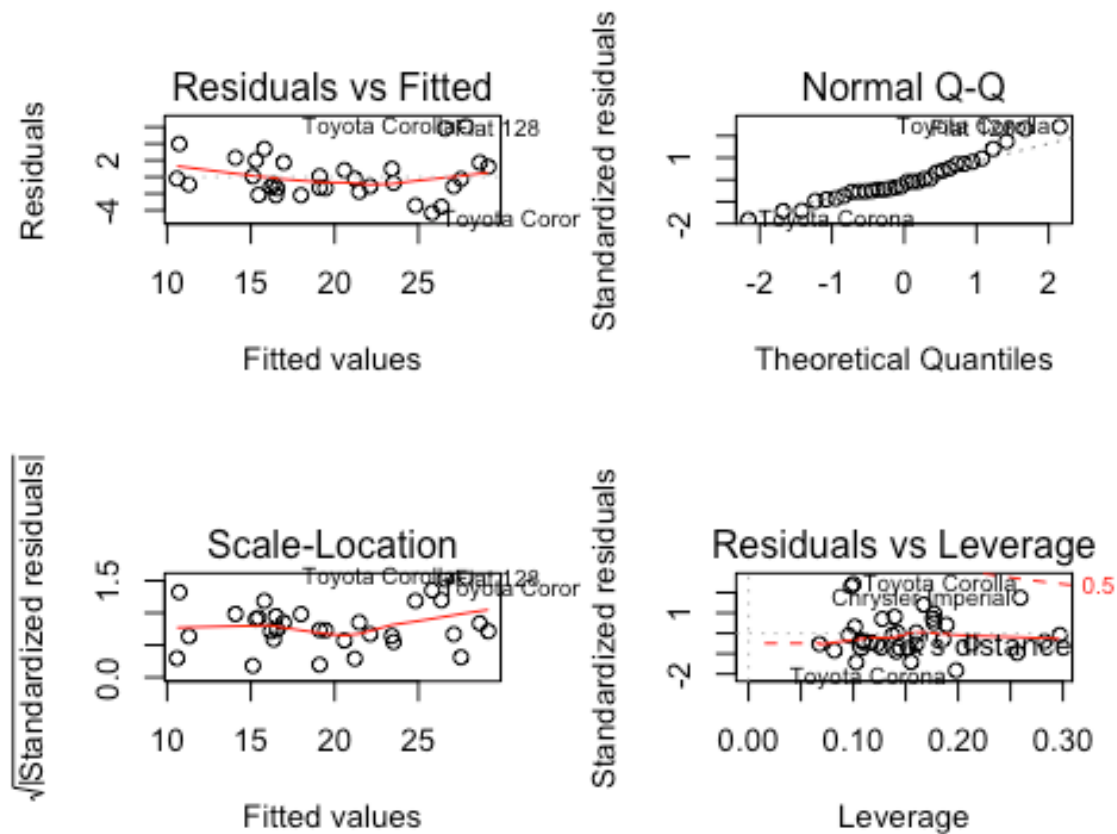 Residuals vs Fitted
Residuals
2
-4
Toyota Corolla
Fiat 128
Toyota Coror
10 15 20 25
Fitted values
Normal Q-Q
Standardized residuals
1
-2
Toyota Corolla
Fiat 128
Toyota Corona
-2 -1 0 1 2
Theoretical Quantiles
Scale-Location
√|Standardized residuals|
1.5
0.0
Toyota Corolla
Fiat 128
Toyota Coror
10 15 20 25
Fitted values
Residuals vs Leverage
Standardized residuals
1
-2
Toyota Corolla
Chrysler Imperial
0.5
's distance
Toyota Corona
0.00 0.10 0.20 0.30
Leverage